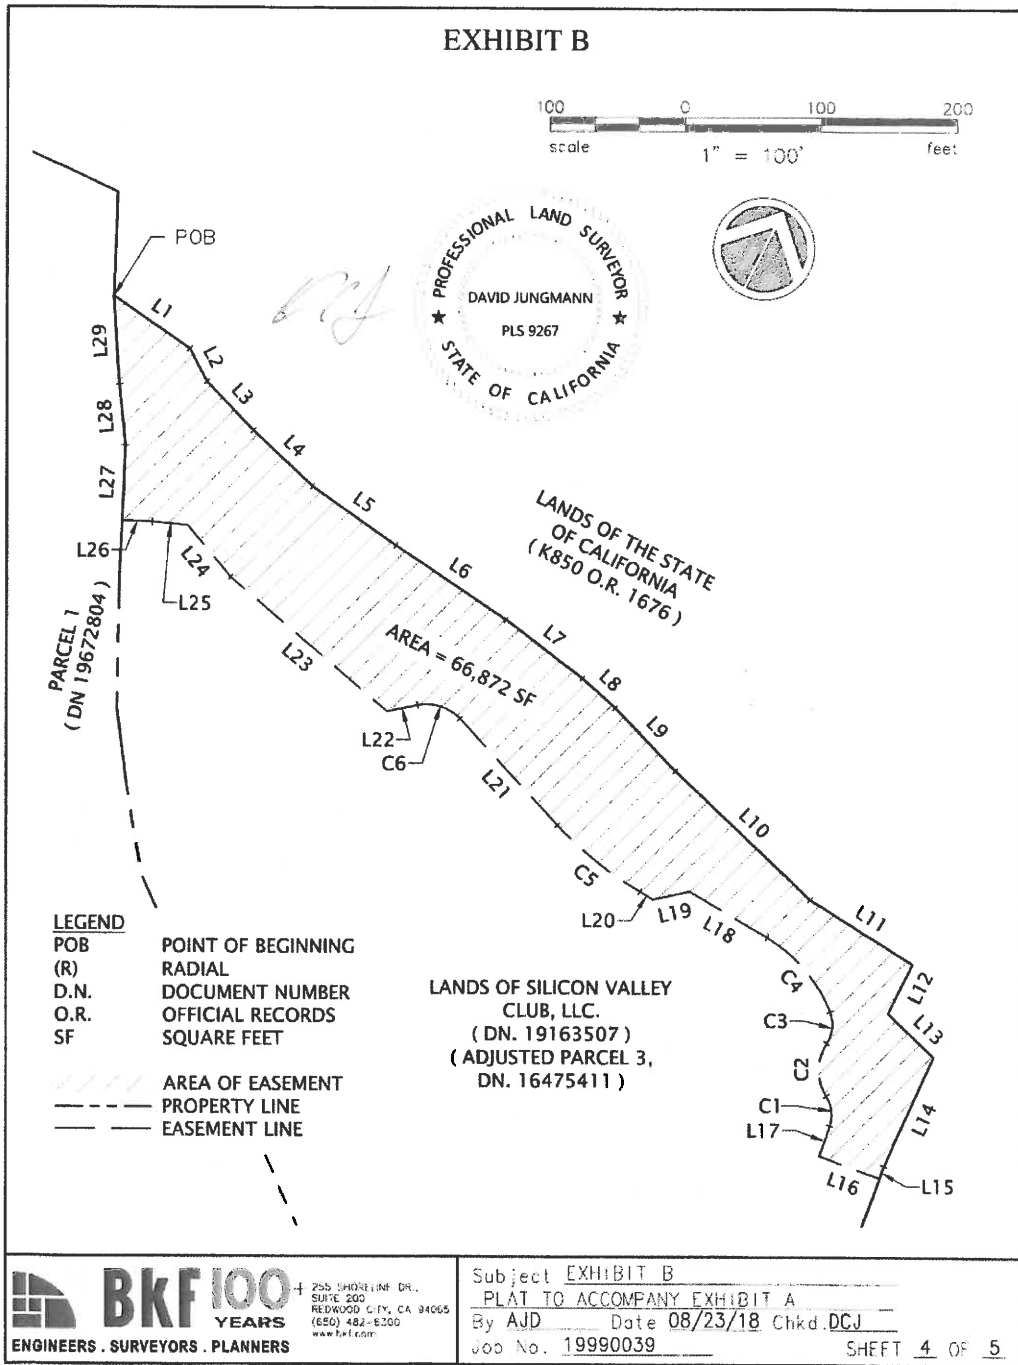 EXHIBIT B
100 0 100 200
scale 1" = 100' feet
POB
PROFESSIONAL LAND SURVEYOR
DAVID JUNGMANN
PLS 9267
STATE OF CALIFORNIA
L1
L29
L2
L3
L28
L4
L27
L5
LANDS OF THE STATE
OF CALIFORNIA
( K850 O.R. 1676 )
L26
L24
L25
L6
PARCEL 1
( DN 19672804 )
L23
AREA = 66,872 SF
L7
L8
L22
C6
L9
L21
L10
C5
L20
L19
L18
L11
LEGEND
POB POINT OF BEGINNING
(R) RADIAL
D.N. DOCUMENT NUMBER
O.R. OFFICIAL RECORDS
SF SQUARE FEET
AREA OF EASEMENT
PROPERTY LINE
EASEMENT LINE
LANDS OF SILICON VALLEY
CLUB, LLC.
( DN. 19163507 )
( ADJUSTED PARCEL 3,
DN. 16475411 )
C4
L12
C3
L13
C2
C1
L14
L17
L16
L15
BKF 100+
YEARS
ENGINEERS . SURVEYORS . PLANNERS
255 SHORELINE DR.,
SUITE 200
REDWOOD CITY, CA 94065
(650) 482-6300
www.bkf.com
Subject EXHIBIT B
PLAT TO ACCOMPANY EXHIBIT A
By AJD Date 08/23/18 Chkd.DCJ
Job No. 19990039 SHEET 4 OF 5